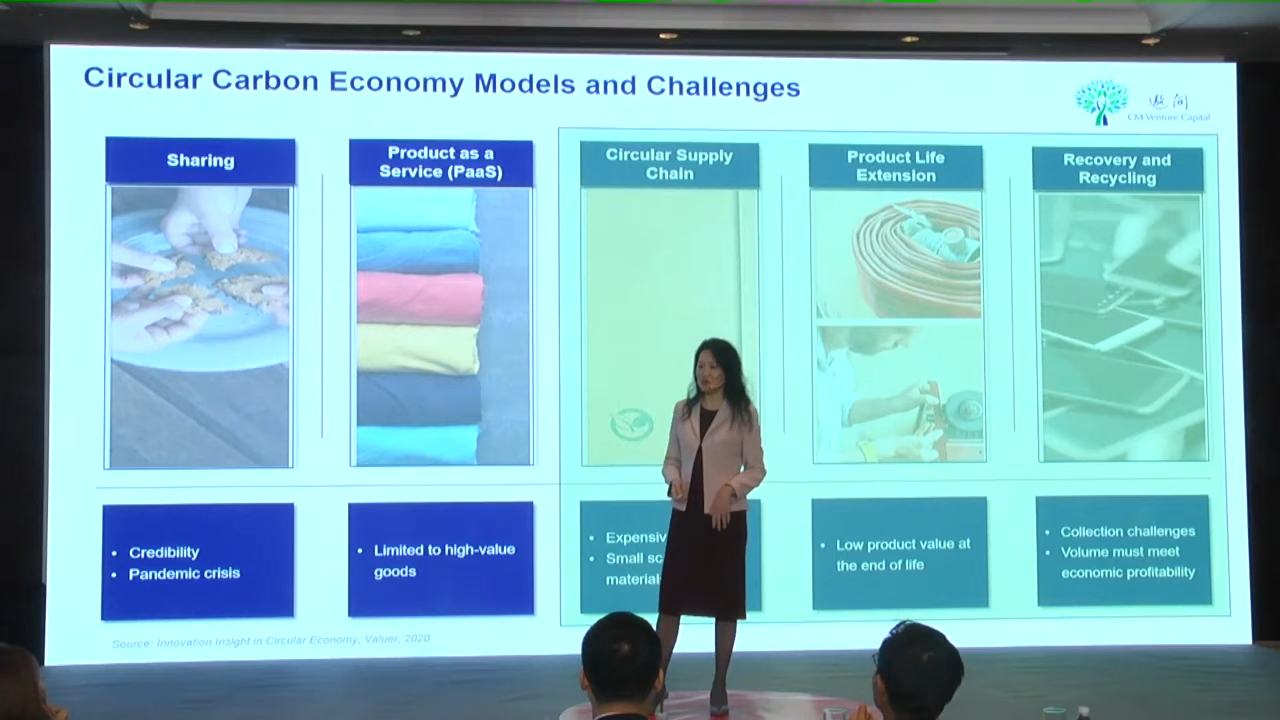 Circular Carbon Economy Models and Challenges
CM Venture Capital
Sharing
Product as a
Service (PaaS)
Circular Supply
Chain
Product Life
Extension
Recovery and
Recycling
• Credibility
• Pandemic crisis
• Limited to high-value
goods
•
• Small
• Low product value at
the end of life
• Collection challenges
• Volume must meet
economic profitability
Source: Innovation Insight in Circular Economy, Valuer, 2020